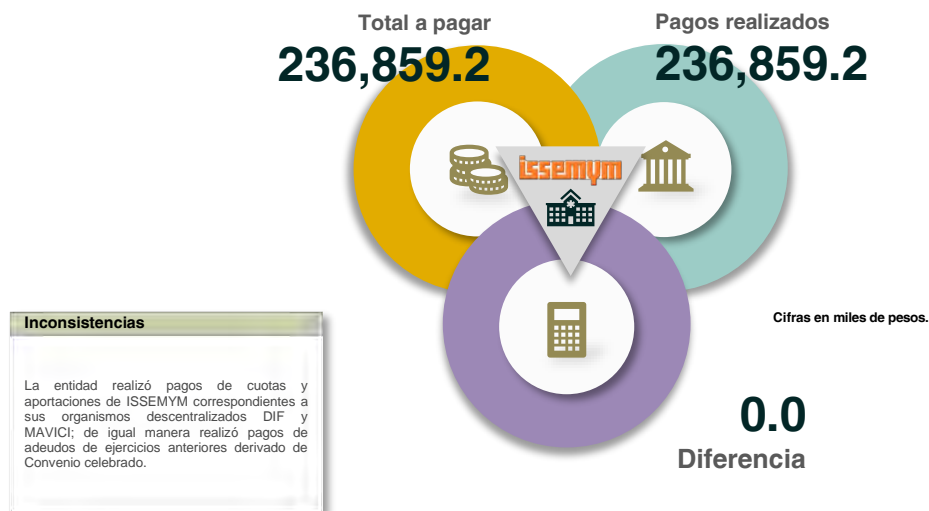 Total a pagar
236,859.2
Pagos realizados
236,859.2
issemym
Cifras en miles de pesos.
Inconsistencias
La entidad realizó pagos de cuotas y
aportaciones de ISSEMYM correspondientes a
sus organismos descentralizados DIF y
MAVICI; de igual manera realizó pagos de
adeudos de ejercicios anteriores derivado de
Convenio celebrado.
0.0
Diferencia